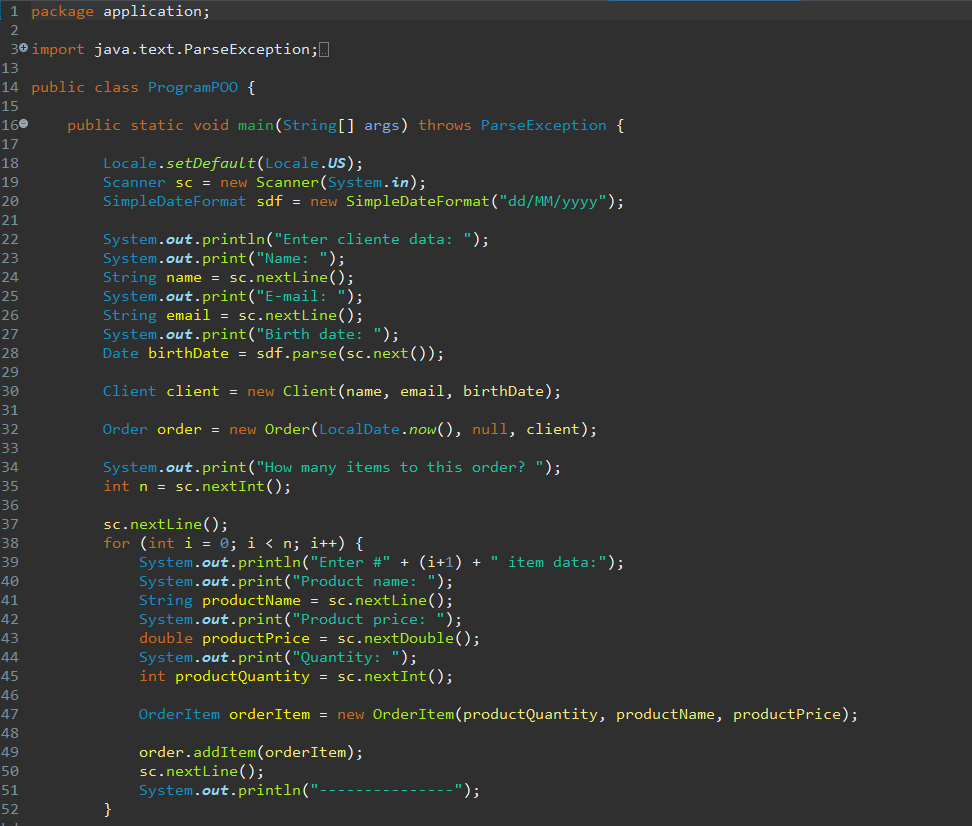 1 package application;
2
3 import java.text.ParseException;
13
14 public class ProgramPOO {
15
16     public static void main(String[] args) throws ParseException {
17
18         Locale.setDefault(Locale.US);
19         Scanner sc = new Scanner(System.in);
20         SimpleDateFormat sdf = new SimpleDateFormat("dd/MM/yyyy");
21
22         System.out.println("Enter cliente data: ");
23         System.out.print("Name: ");
24         String name = sc.nextLine();
25         System.out.print("E-mail: ");
26         String email = sc.nextLine();
27         System.out.print("Birth date: ");
28         Date birthDate = sdf.parse(sc.next());
29
30         Client client = new Client(name, email, birthDate);
31
32         Order order = new Order(LocalDate.now(), null, client);
33
34         System.out.print("How many items to this order? ");
35         int n = sc.nextInt();
36
37         sc.nextLine();
38         for (int i = 0; i < n; i++) {
39             System.out.println("Enter #" + (i+1) + " item data:");
40             System.out.print("Product name: ");
41             String productName = sc.nextLine();
42             System.out.print("Product price: ");
43             double productPrice = sc.nextDouble();
44             System.out.print("Quantity: ");
45             int productQuantity = sc.nextInt();
46
47             OrderItem orderItem = new OrderItem(productQuantity, productName, productPrice);
48
49             order.addItem(orderItem);
50             sc.nextLine();
51             System.out.println("---------------");
52         }